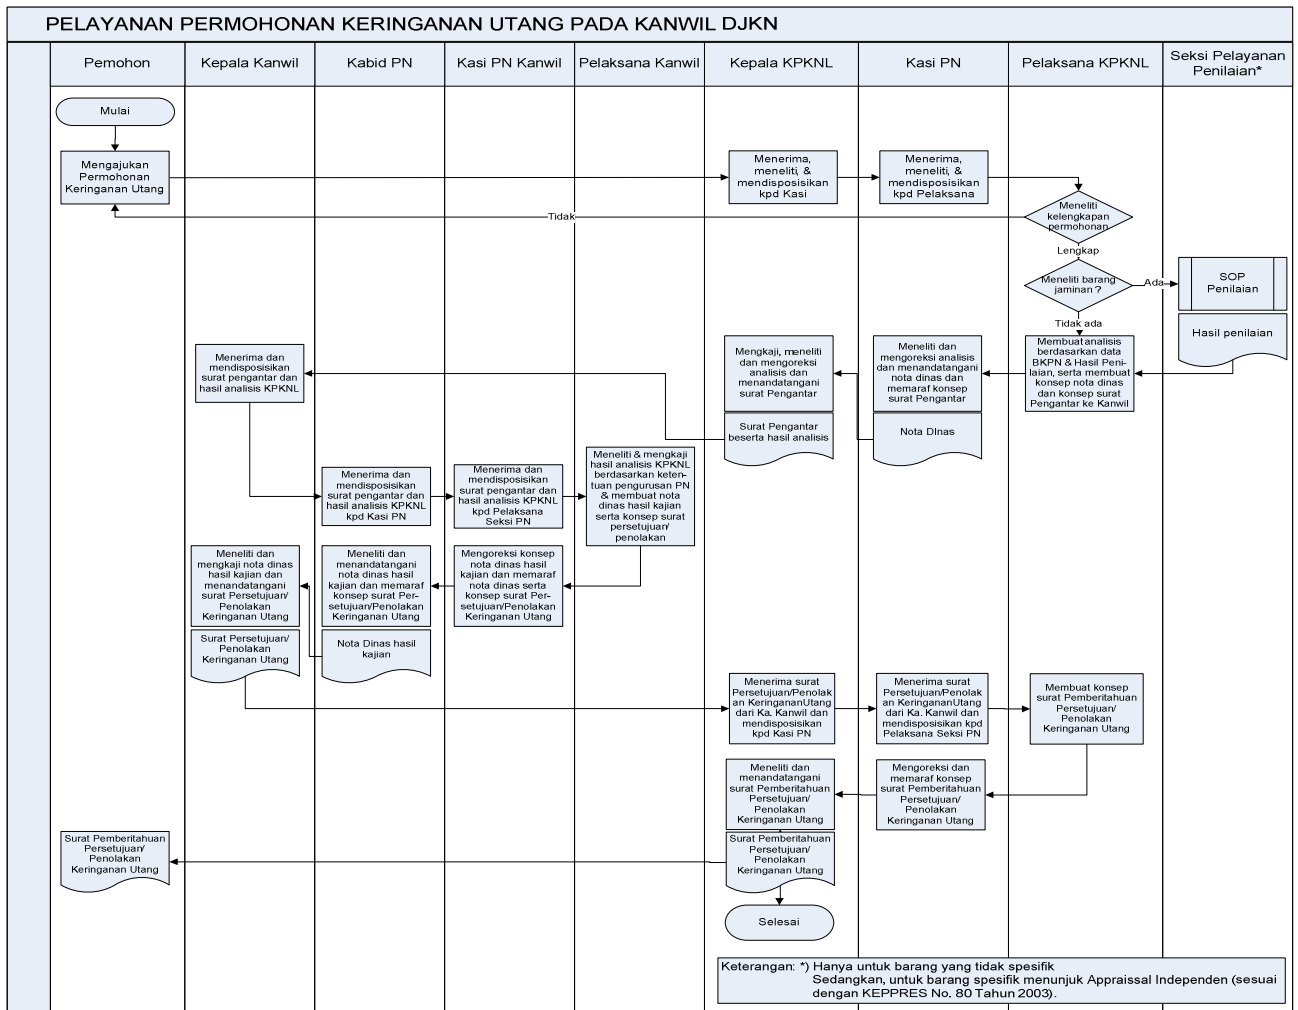 PELAYANAN PERMOHONAN KERINGANAN UTANG PADA KANWIL DJKN
Pemohon
Kepala Kanwil
Kabid PN
Kasi PN Kanwil
Pelaksana Kanwil
Kepala KPKNL
Kasi PN
Pelaksana KPKNL
Seksi Pelayanan
Penilaian*
Mulai
Mengajukan
Permohonan
Keringanan Utang
Menerima,
meneliti, &
mendisposisikan
kpd Kasi
Menerima,
meneliti, &
mendisposisikan
kpd Pelaksana
Meneliti
kelengkapan
permohonan
Tidak
Lengkap
Meneliti barang
jaminan ?
Ada
SOP
Penilaian
Tidak ada
Hasil penilaian
Membuat analisis
berdasarkan data
BKPN & Hasil Peni-
laian, serta membuat
konsep nota dinas
dan konsep surat
Pengantar ke Kanwil
Meneliti dan
mengoreksi analisis
dan menandatangani
nota dinas dan
memaraf konsep
surat Pengantar
Nota DInas
Mengkaji, meneliti
dan mengoreksi
analisis dan
menandatangani
surat Pengantar
Surat Pengantar
beserta hasil analisis
Menerima dan
mendisposisikan
surat pengantar dan
hasil analisis KPKNL
Menerima dan
mendisposisikan
surat pengantar dan
hasil analisis KPKNL
kpd Kasi PN
Menerima dan
mendisposisikan
surat pengantar dan
hasil analisis KPKNL
kpd Pelaksana
Seksi PN
Meneliti & mengkaji
hasil analisis KPKNL
berdasarkan keten-
tuan pengurusan PN
& membuat nota
dinas hasil kajian
serta konsep surat
persetujuan/
penolakan
Mengoreksi konsep
nota dinas hasil
kajian dan memaraf
nota dinas serta
konsep surat Per-
setujuan/Penolakan
Keringanan Utang
Meneliti dan
menandatangani
nota dinas hasil
kajian dan memaraf
konsep surat Per-
setujuan/Penolakan
Keringanan Utang
Nota Dinas hasil
kajian
Meneliti dan
mengkaji nota dinas
hasil kajian dan
menandatangani
surat Persetujuan/
Penolakan
Keringanan Utang
Surat Persetujuan/
Penolakan
Keringanan Utang
Menerima surat
Persetujuan/Penolak
an KeringananUtang
dari Ka. Kanwil dan
mendisposisikan
kpd Kasi PN
Menerima surat
Persetujuan/Penolak
an KeringananUtang
dari Ka. Kanwil dan
mendisposisikan kpd
Pelaksana Seksi PN
Membuat konsep
surat Pemberitahuan
Persetujuan/
Penolakan
Keringanan Utang
Mengoreksi dan
memaraf konsep
surat Pemberitahuan
Persetujuan/
Penolakan
Keringanan Utang
Meneliti dan
menandatangani
surat Pemberitahuan
Persetujuan/
Penolakan
Keringanan Utang
Surat Pemberitahuan
Persetujuan/
Penolakan
Keringanan Utang
Surat Pemberitahuan
Persetujuan/
Penolakan
Keringanan Utang
Selesai
Keterangan: *) Hanya untuk barang yang tidak spesifik
Sedangkan, untuk barang spesifik menunjuk Appraissal Independen (sesuai
dengan KEPPRES No. 80 Tahun 2003).